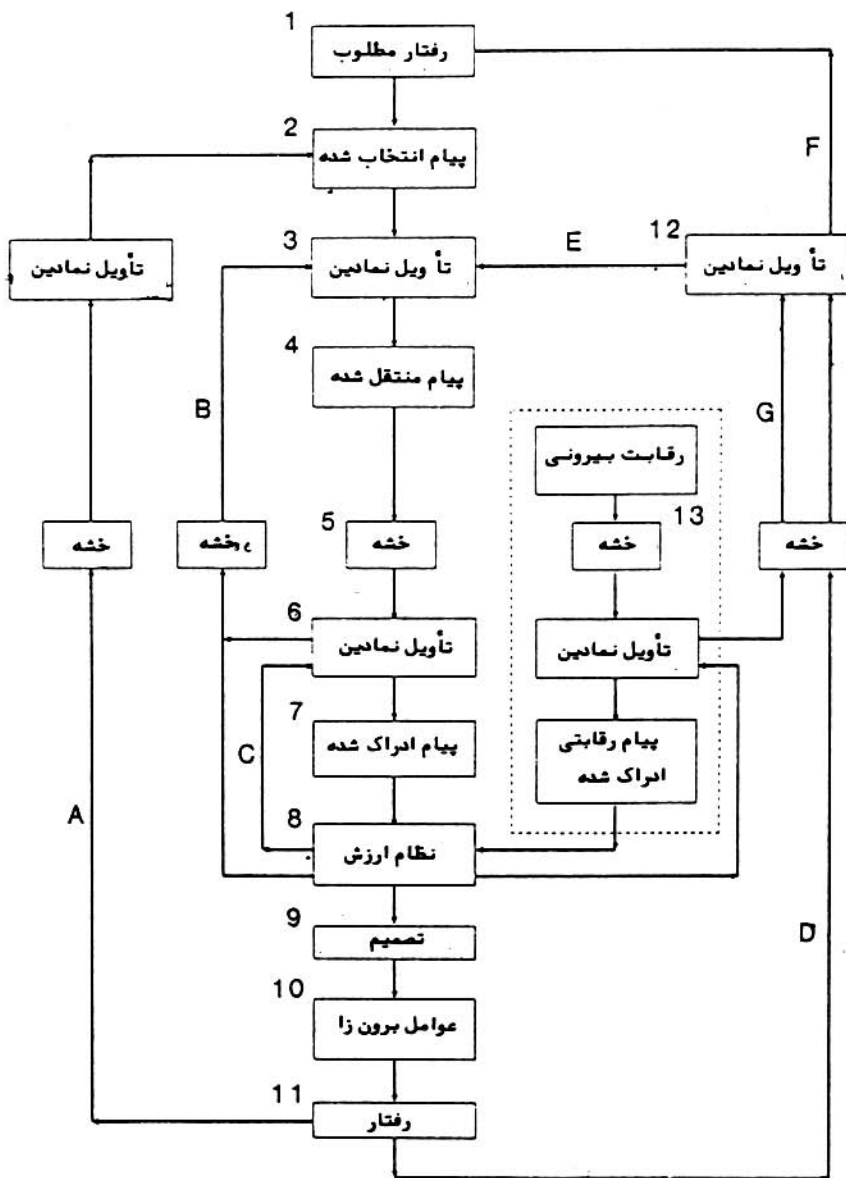 1
رفتار مطلوب
2
پیام انتخاب شده
F
3
12
تأویل نمادین
تأویل نمادین
E
تأویل نمادین
4
پیام منتقل شده
B
G
رقابت بیرونی
5
13
خشه
خشه
خشه
خشه
خشه
6
تأویل نمادین
تأویل نمادین
7
C
پیام ادراک شده
پیام رقابتی
ادراک شده
A
8
نظام ارزش
9
تصمیم
D
10
عوامل برون زا
11
رفتار